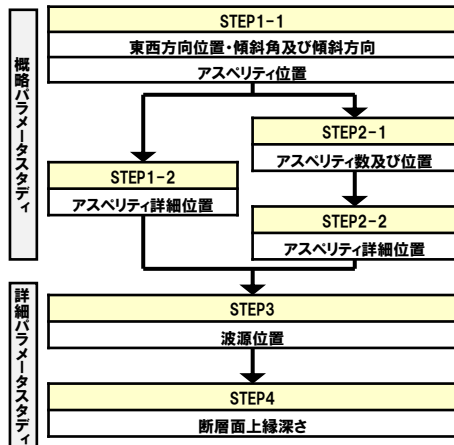 概略パラメータスタディ
STEP1-1
東西方向位置・傾斜角及び傾斜方向
アスペリティ位置
STEP1-2
アスペリティ詳細位置
STEP2-1
アスペリティ数及び位置
STEP2-2
アスペリティ詳細位置
詳細パラメータスタディ
STEP3
波源位置
STEP4
断層面上縁深さ